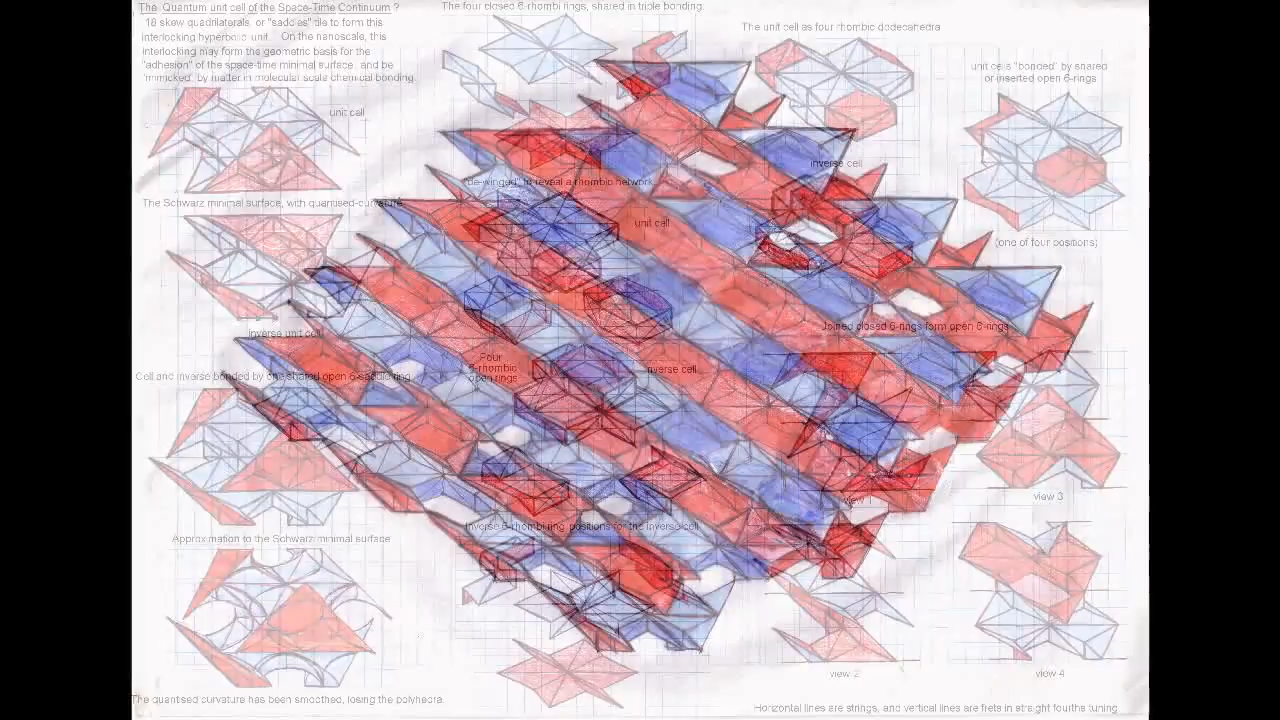 The Quantum unit cell of the Space-Time Continuum ?
18 skew quadrilaterals or "saddles" tile to form this
interlocking hyperbolic unit. On the nanoscale, this
interlocking may form the geometric basis for the
"adhesion" of the space-time minimal surface, and be
'mimicked' by matter in molecular scale chemical bonding.
unit cell
The Schwarz minimal surface, with quantised-curvature
inverse unit cell
Cell and inverse bonded by one shared open 6-saddle ring
Approximation to the Schwarz minimal surface
The quantised curvature has been smoothed, losing the polyhedra.
The four closed 6-rhombi rings, shared in triple bonding.
"de-winged" to reveal a rhombic network
unit cell
Four
6-rhombic
open rings
inverse cell
Inverse 6-rhombi ring positions for the inverse cell
The unit cell as four rhombic dodecahedra
inverse cell
Joined closed 6-rings form open 6-rings
view 1
view 2
unit cells "bonded" by shared
or inserted open 6-rings
(one of four positions)
view 3
view 4
Horizontal lines are strings, and vertical lines are frets in straight fourths tuning